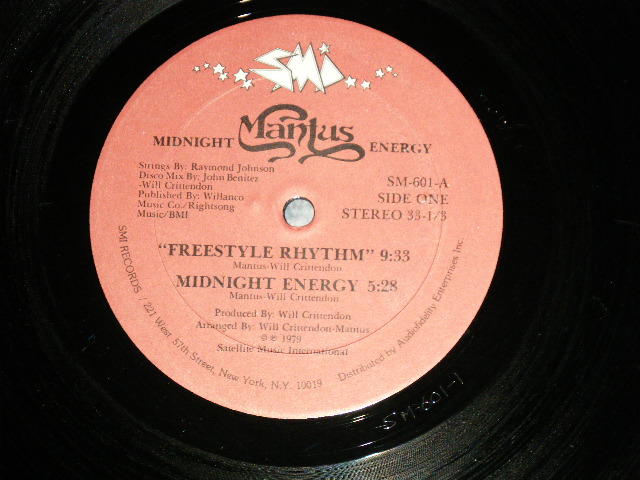 SMI
Mantus
MIDNIGHT ENERGY
Strings By: Raymond Johnson
Disco Mix By: John Benitez
-Will Crittendon
Published By: Willanco
Music Co./Rightsong
Music/BMI
SM-601-A
SIDE ONE
STEREO 33-1/3
"FREESTYLE RHYTHM" 9:33
Mantus-Will Crittendon
MIDNIGHT ENERGY 5:28
Mantus-Will Crittendon
Produced By: Will Crittendon
Arranged By: Will Crittendon-Mantus
© ℗ 1979
Satellite Music International
SMI RECORDS / 221 West 57th Street, New York, N.Y. 10019
Distributed by Audiofidelity Enterprises Inc.
SM-601-1